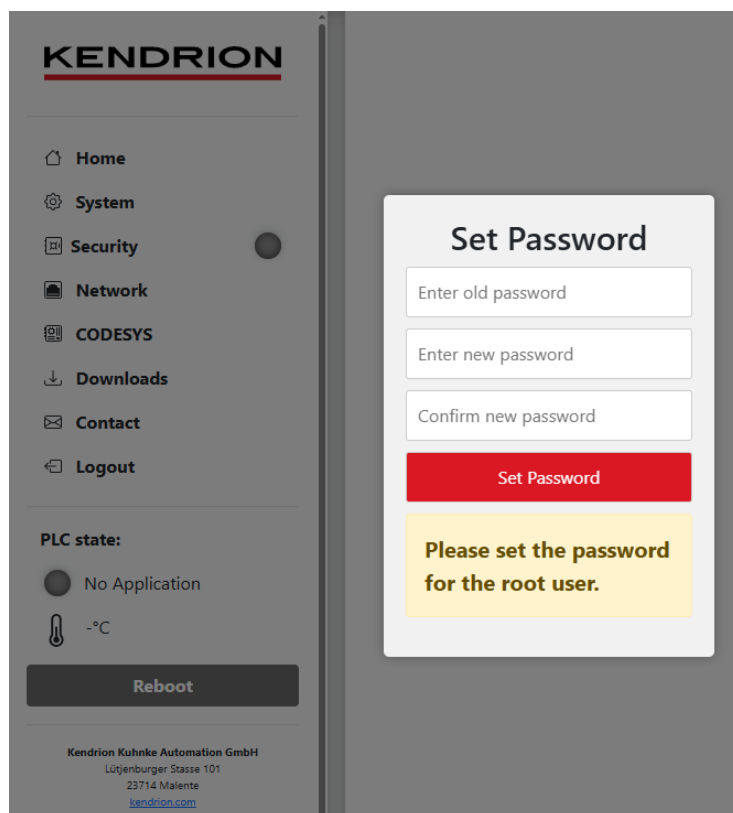 KENDRION
Home
System
Security
Network
CODESYS
Downloads
Contact
Logout
PLC state:
No Application
-°C
Reboot
Kendrion Kuhnke Automation GmbH
Lütjenburger Stasse 101
23714 Malente
kendrion.com
Set Password
Enter old password
Enter new password
Confirm new password
Set Password
Please set the password
for the root user.